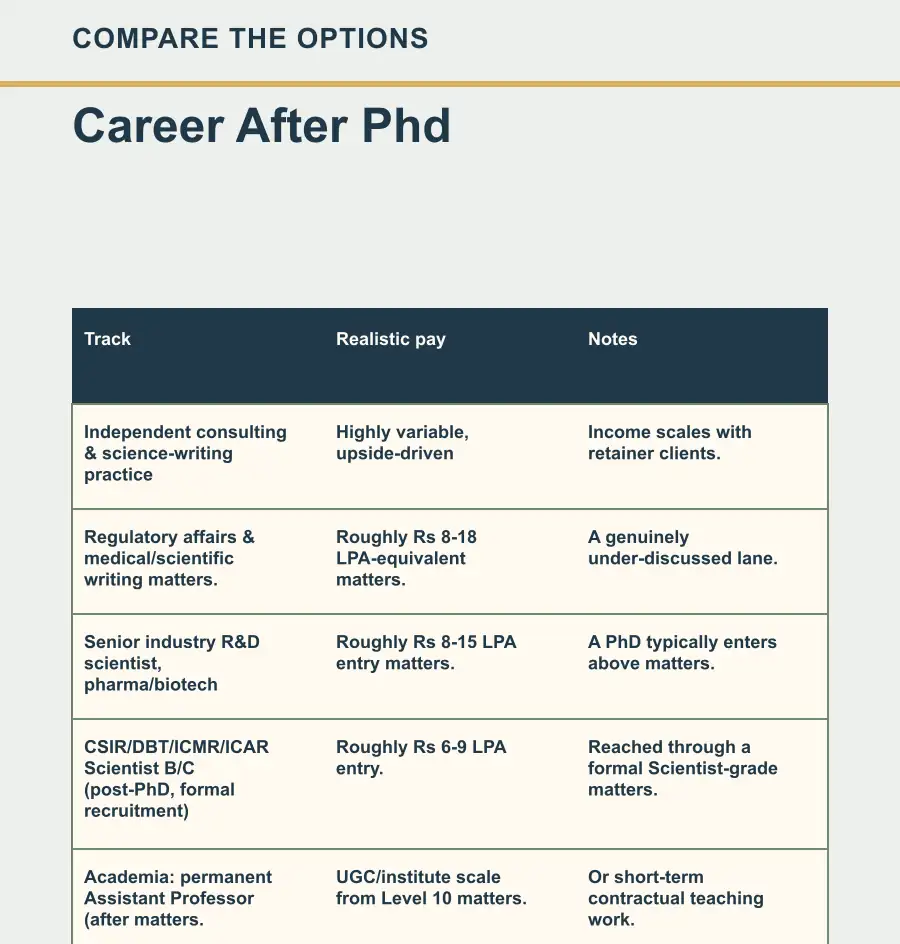 COMPARE THE OPTIONS
Career After Phd
Track
Realistic pay
Notes
Independent consulting
& science-writing
practice
Highly variable,
upside-driven
Income scales with
retainer clients.
Regulatory affairs &
medical/scientific
writing matters.
Roughly Rs 8-18
LPA-equivalent
matters.
A genuinely
under-discussed lane.
Senior industry R&D
scientist,
pharma/biotech
Roughly Rs 8-15 LPA
entry matters.
A PhD typically enters
above matters.
CSIR/DBT/ICMR/ICAR
Scientist B/C
(post-PhD, formal
recruitment)
Roughly Rs 6-9 LPA
entry.
Reached through a
formal Scientist-grade
matters.
Academia: permanent
Assistant Professor
(after matters.
UGC/institute scale
from Level 10 matters.
Or short-term
contractual teaching
work.